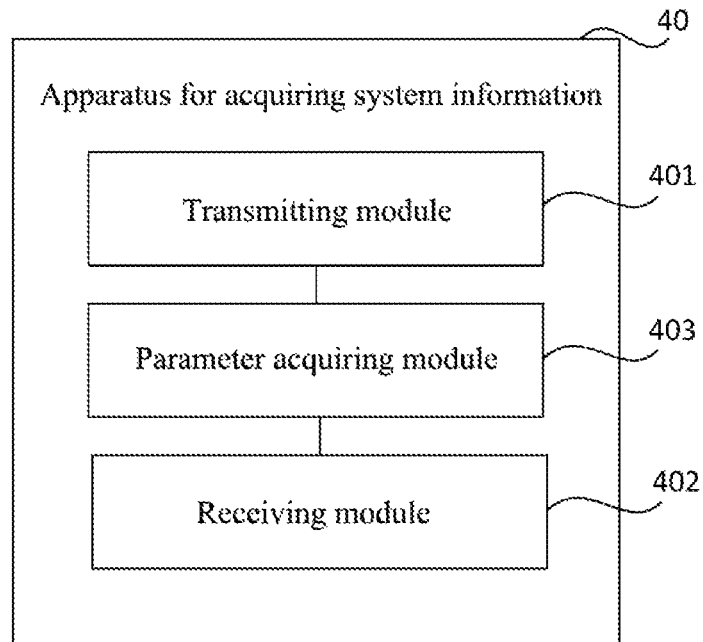 40
Apparatus for acquiring system information
401
Transmitting module
403
Parameter acquiring module
402
Receiving module